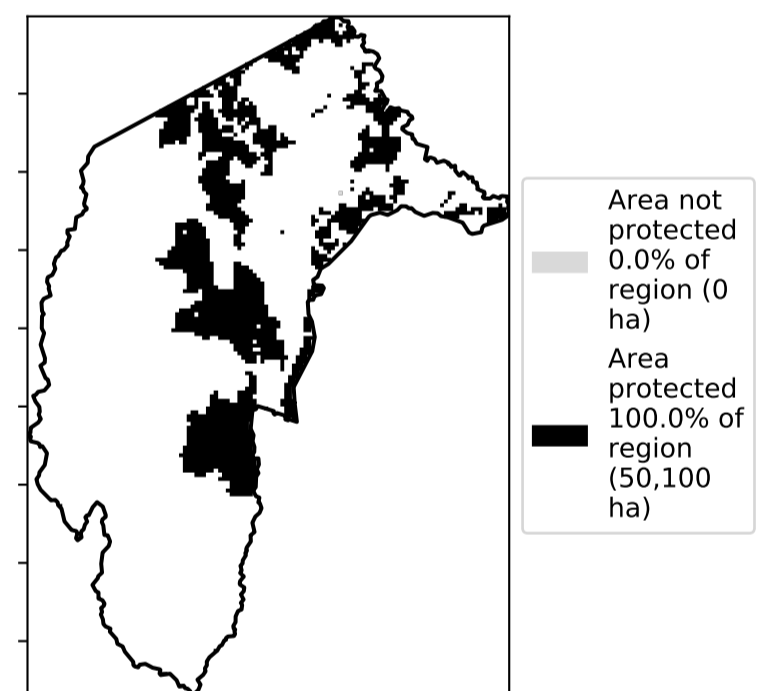 Area not
protected
0.0% of
region (0
ha)
Area
protected
100.0% of
region
(50,100
ha)